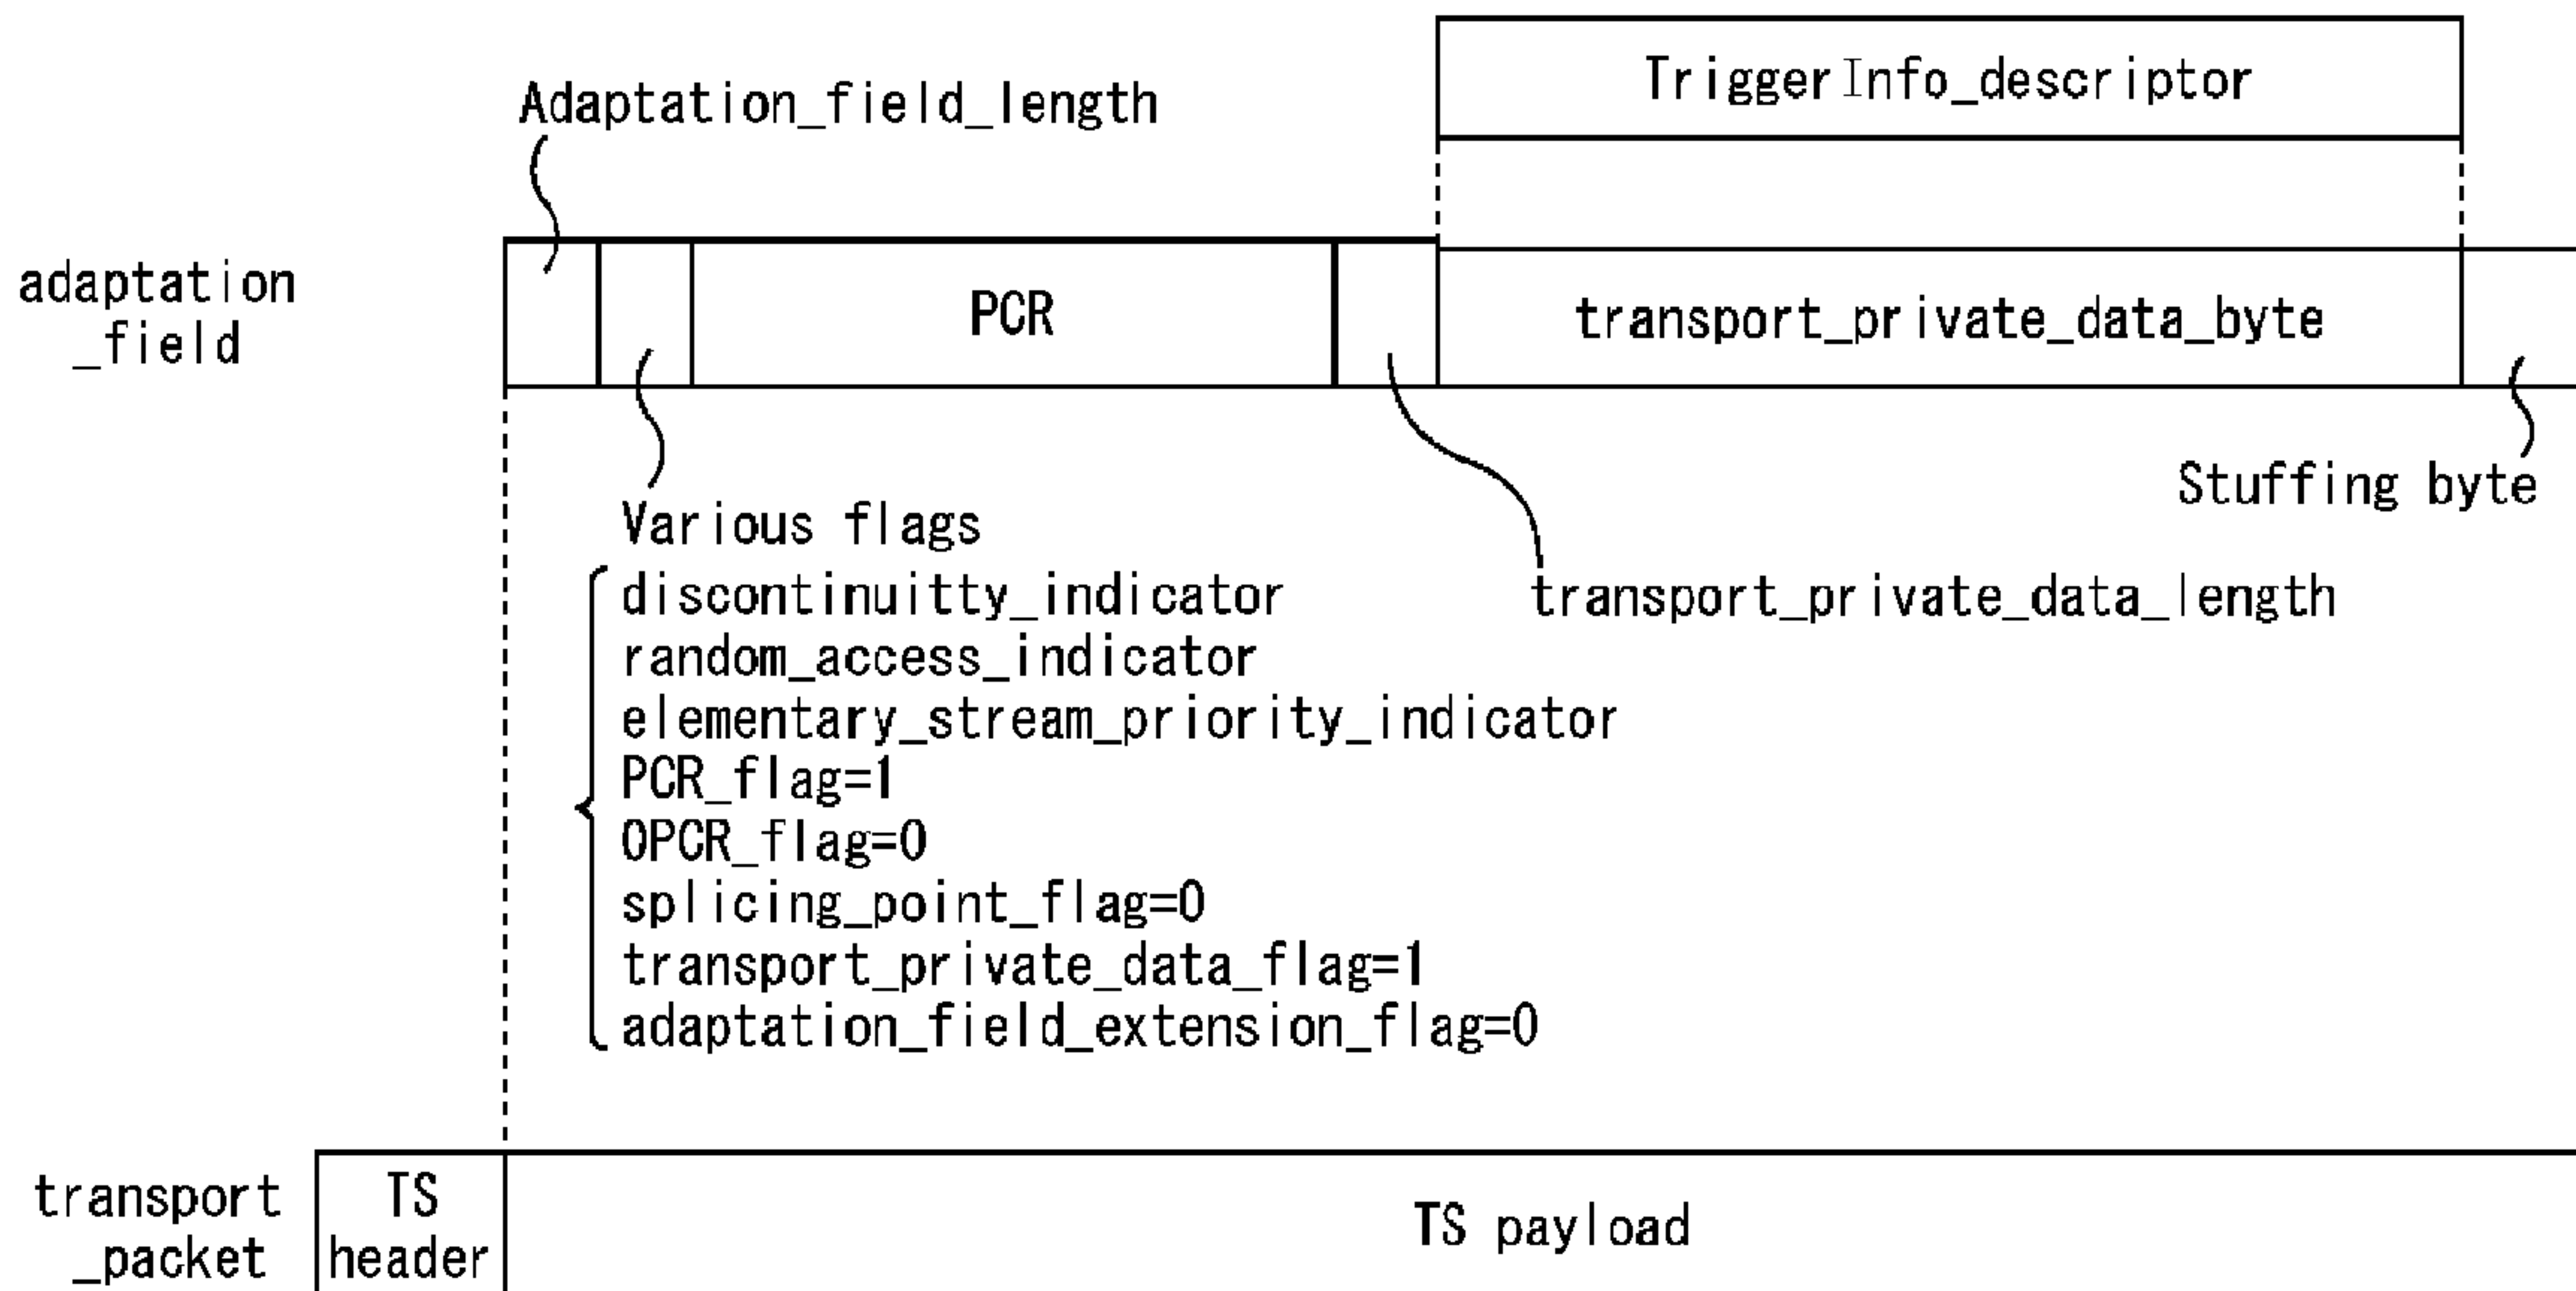 TriggerInfo_descriptor
Adaptation_field_length
adaptation
_field
PCR
transport_private_data_byte
Stuffing byte
Various flags
transport_private_data_length
discontinuitty_indicator
random_access_indicator
elementary_stream_priority_indicator
PCR_flag=1
OPCR_flag=0
splicing_point_flag=0
transport_private_data_flag=1
adaptation_field_extension_flag=0
transport
_packet
TS
header
TS payload